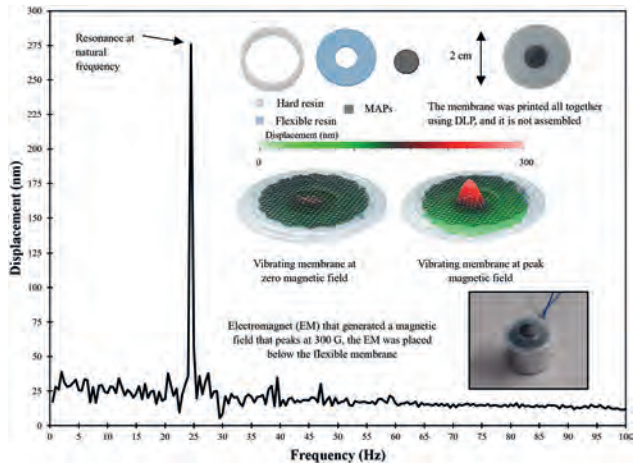 300
275
250
225
200
175
150
125
100
75
50
25
0
Displacement (nm)
0 5 10 15 20 25 30 35 40 45 50 55 60 65 70 75 80 85 90 95 100
Frequency (Hz)
Resonance at
natural
frequency
2 cm
Hard resin
MAPs
Flexible resin
The membrane was printed all together
using DLP, and it is not assembled
Displacement (nm)
0
300
Vibrating membrane at
zero magnetic field
Vibrating membrane at peak
magnetic field
Electromagnet (EM) that generated a magnetic
field that peaks at 300 G, the EM was placed
below the flexible membrane